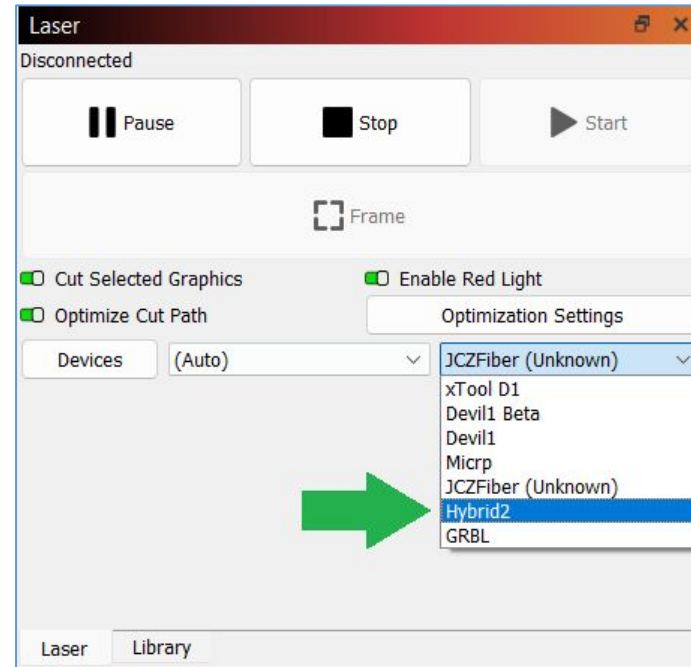 Laser
Disconnected
Pause Stop Start
Frame
Cut Selected Graphics Enable Red Light
Optimize Cut Path Optimization Settings
Devices (Auto) JCZFiber (Unknown)
xTool D1
Devil1 Beta
Devil1
Micrp
JCZFiber (Unknown)
Hybrid2
GRBL
Laser Library